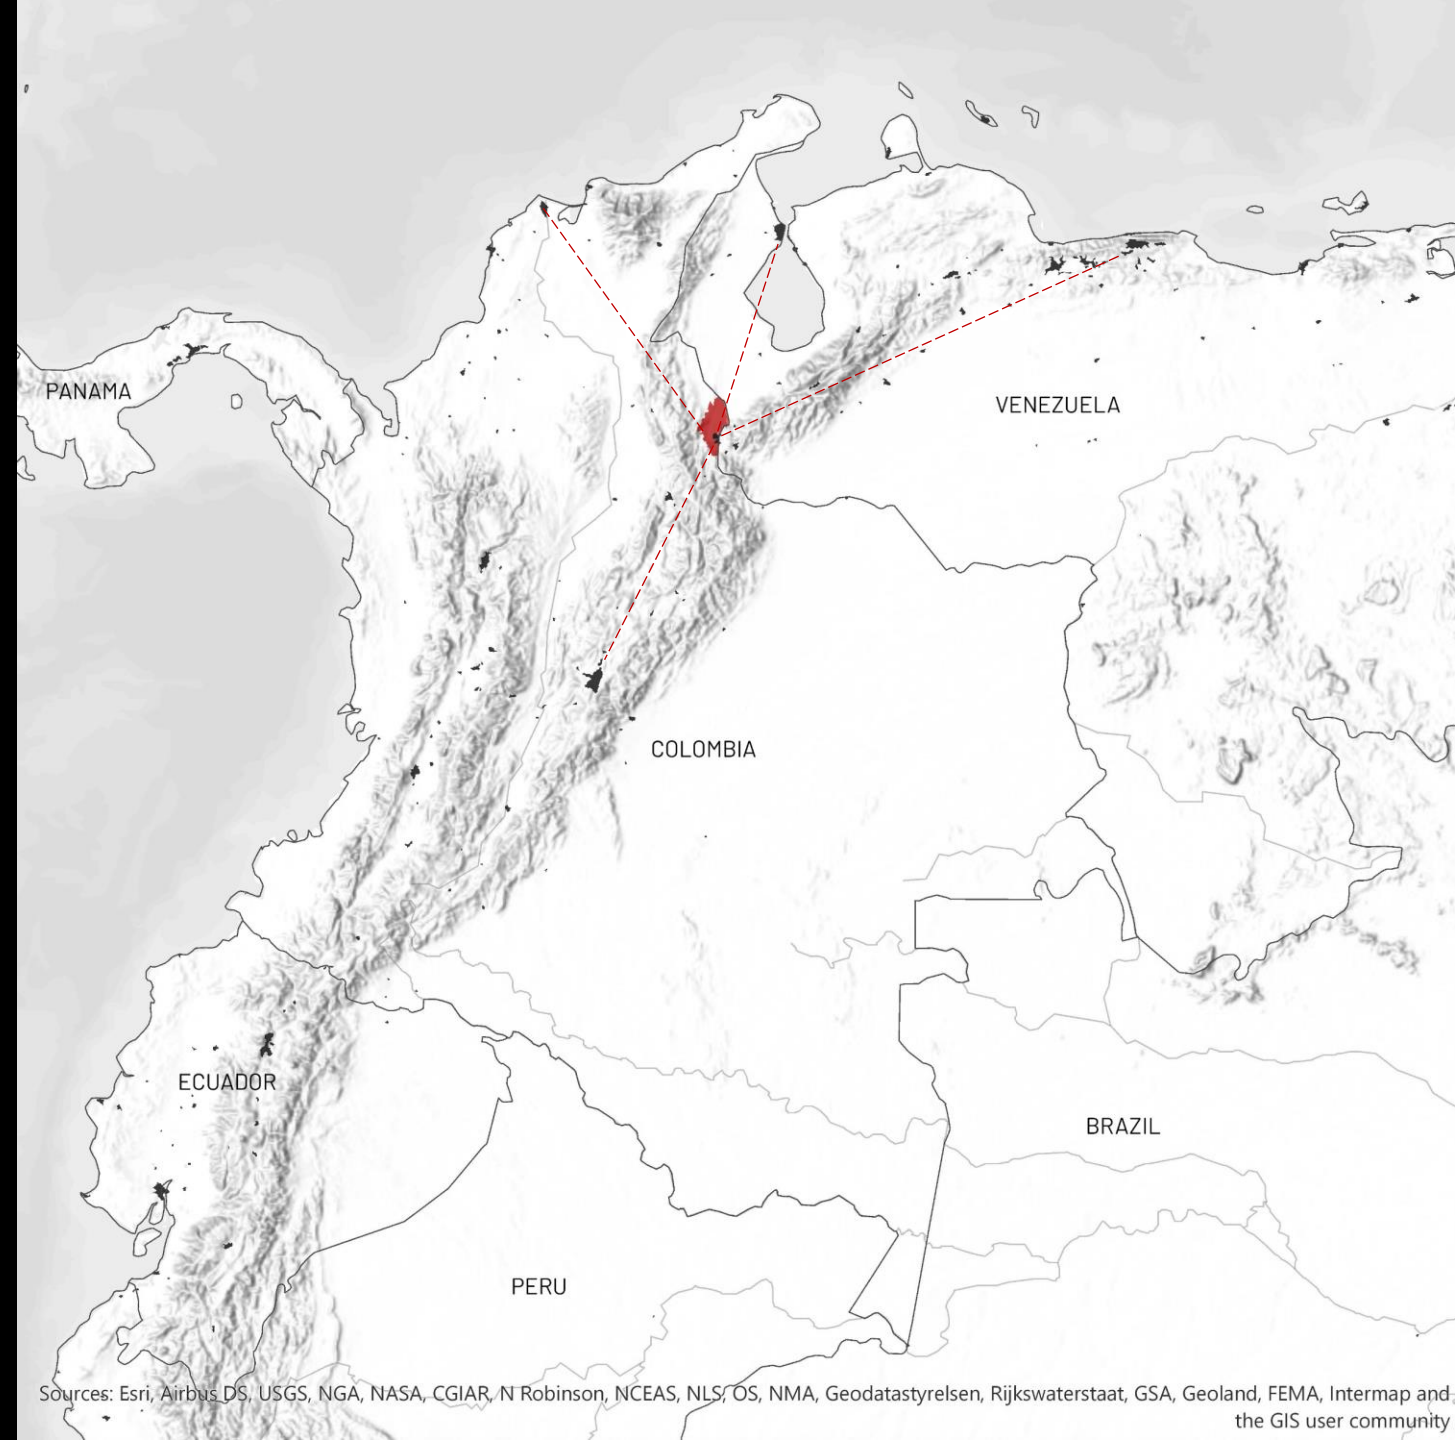 PANAMA
VENEZUELA
COLOMBIA
ECUADOR
BRAZIL
PERU
Sources: Esri, Airbus DS, USGS, NGA, NASA, CGIAR, N Robinson, NCEAS, NLS, OS, NMA, Geodatastyrelsen, Rijkswaterstaat, GSA, Geoland, FEMA, Intermap and
the GIS user community